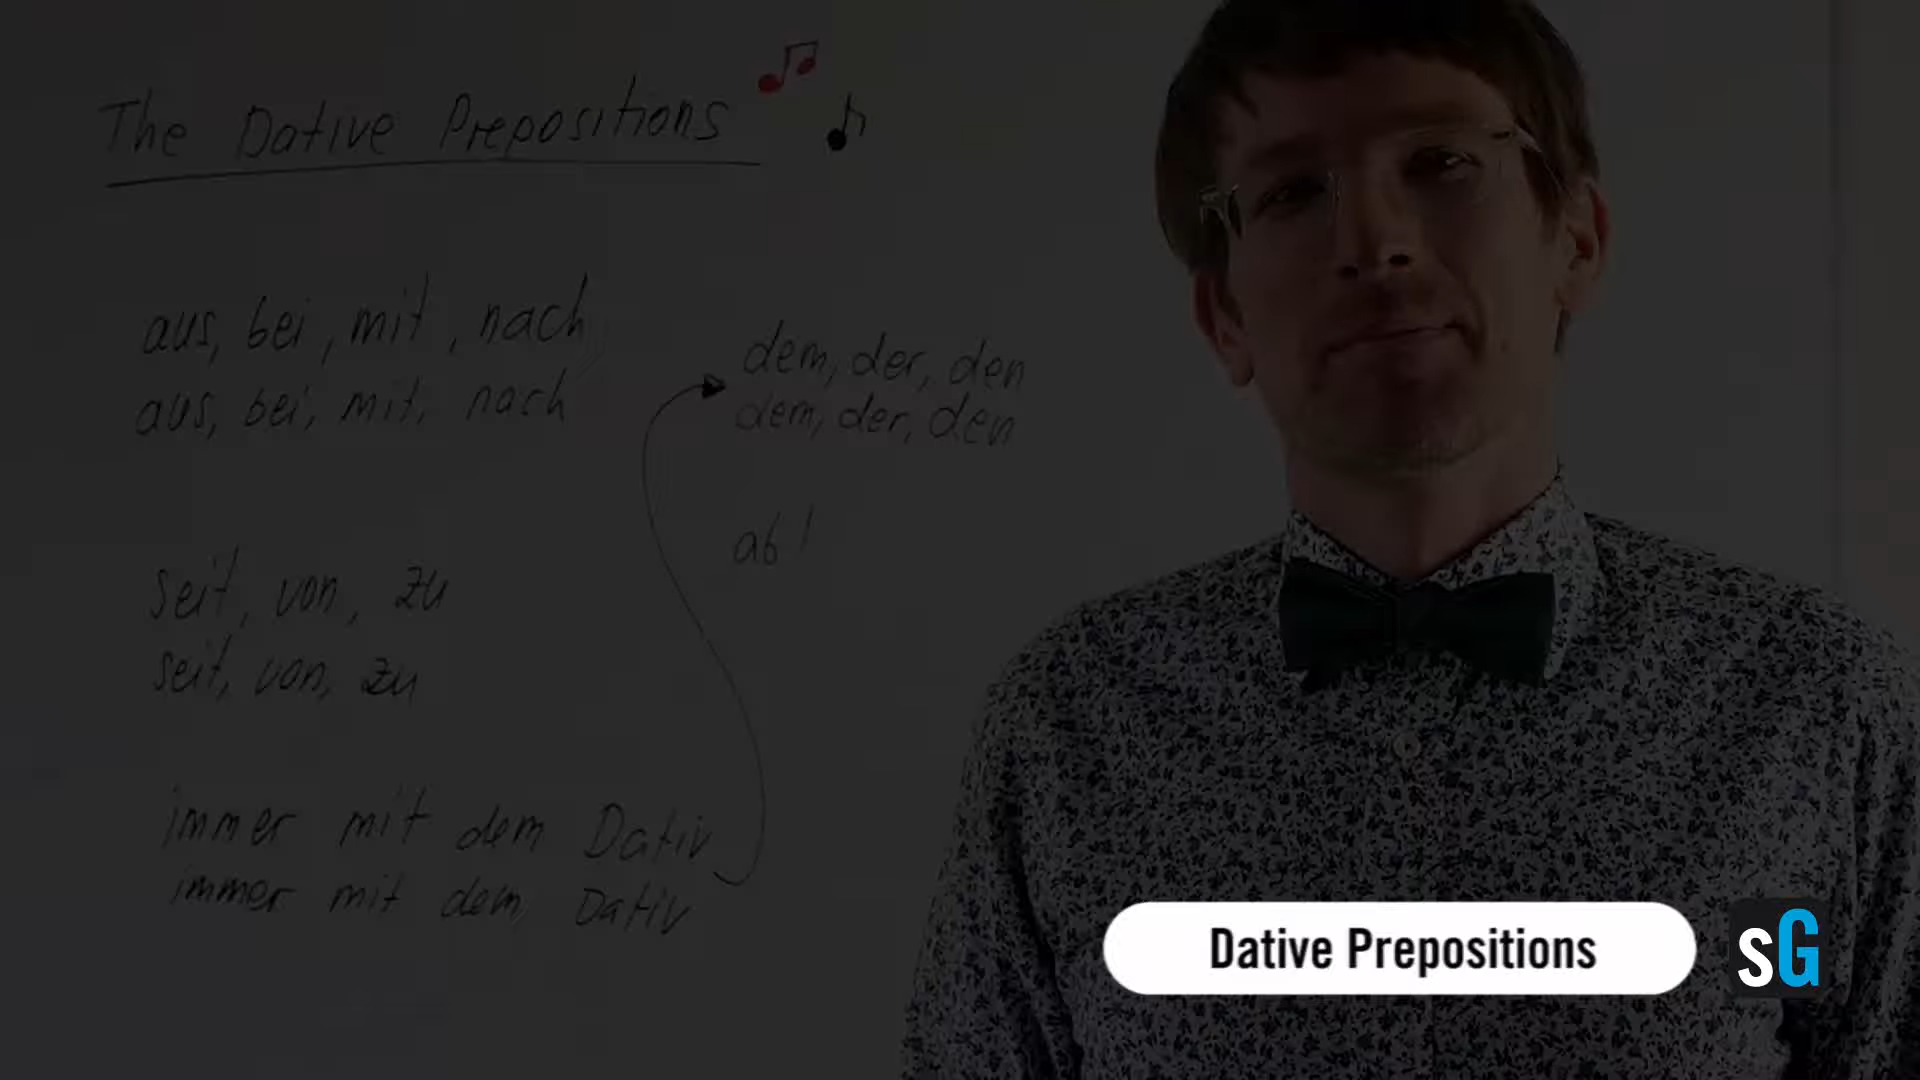 The Dative Prepositions
aus, bei, mit, nach
aus, bei, mit, nach
dem, der, den
dem, der, den
ab!
seit, von, zu
seit, von, zu
immer mit dem Dativ
immer mit dem Dativ
Dative Prepositions
sG